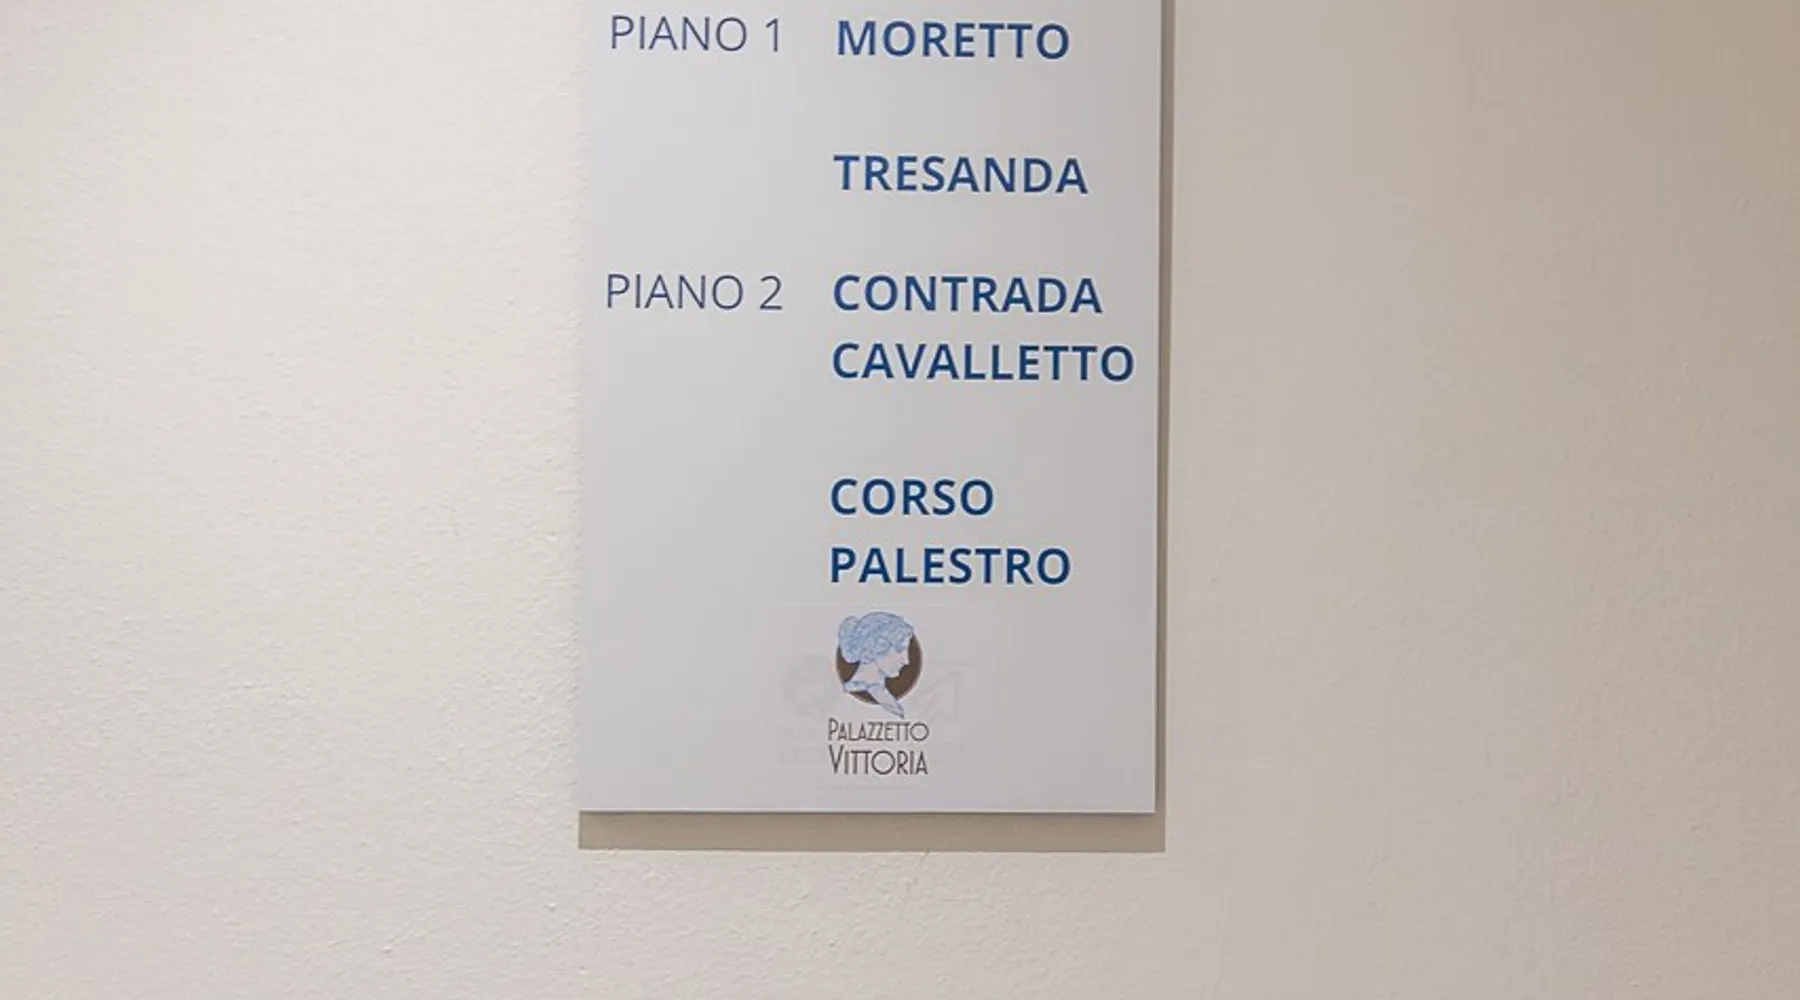 PIANO 1 MORETTO
TRESANDA
PIANO 2 CONTRADA
CAVALLETTO
CORSO
PALESTRO
PALAZZETTO
VITTORIA